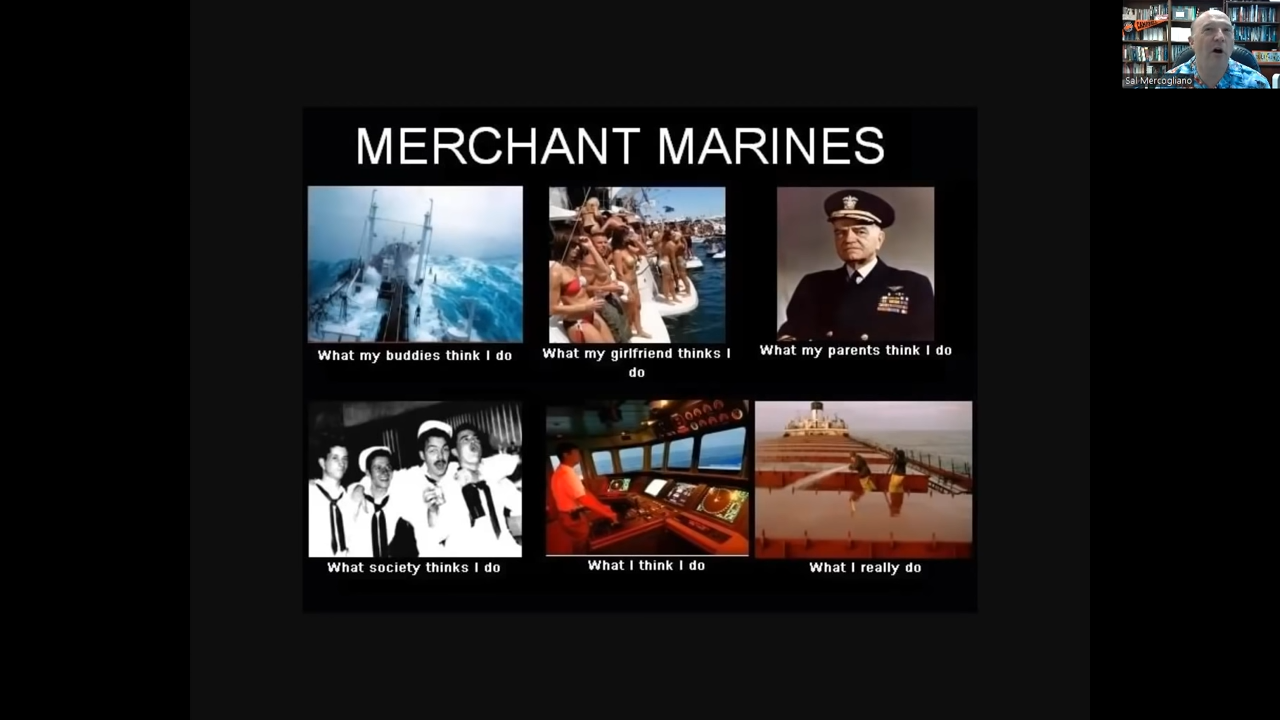 Sal Mercogliano
MERCHANT MARINES
What my buddies think I do
What my girlfriend thinks I
do
What my parents think I do
What society thinks I do
What I think I do
What I really do